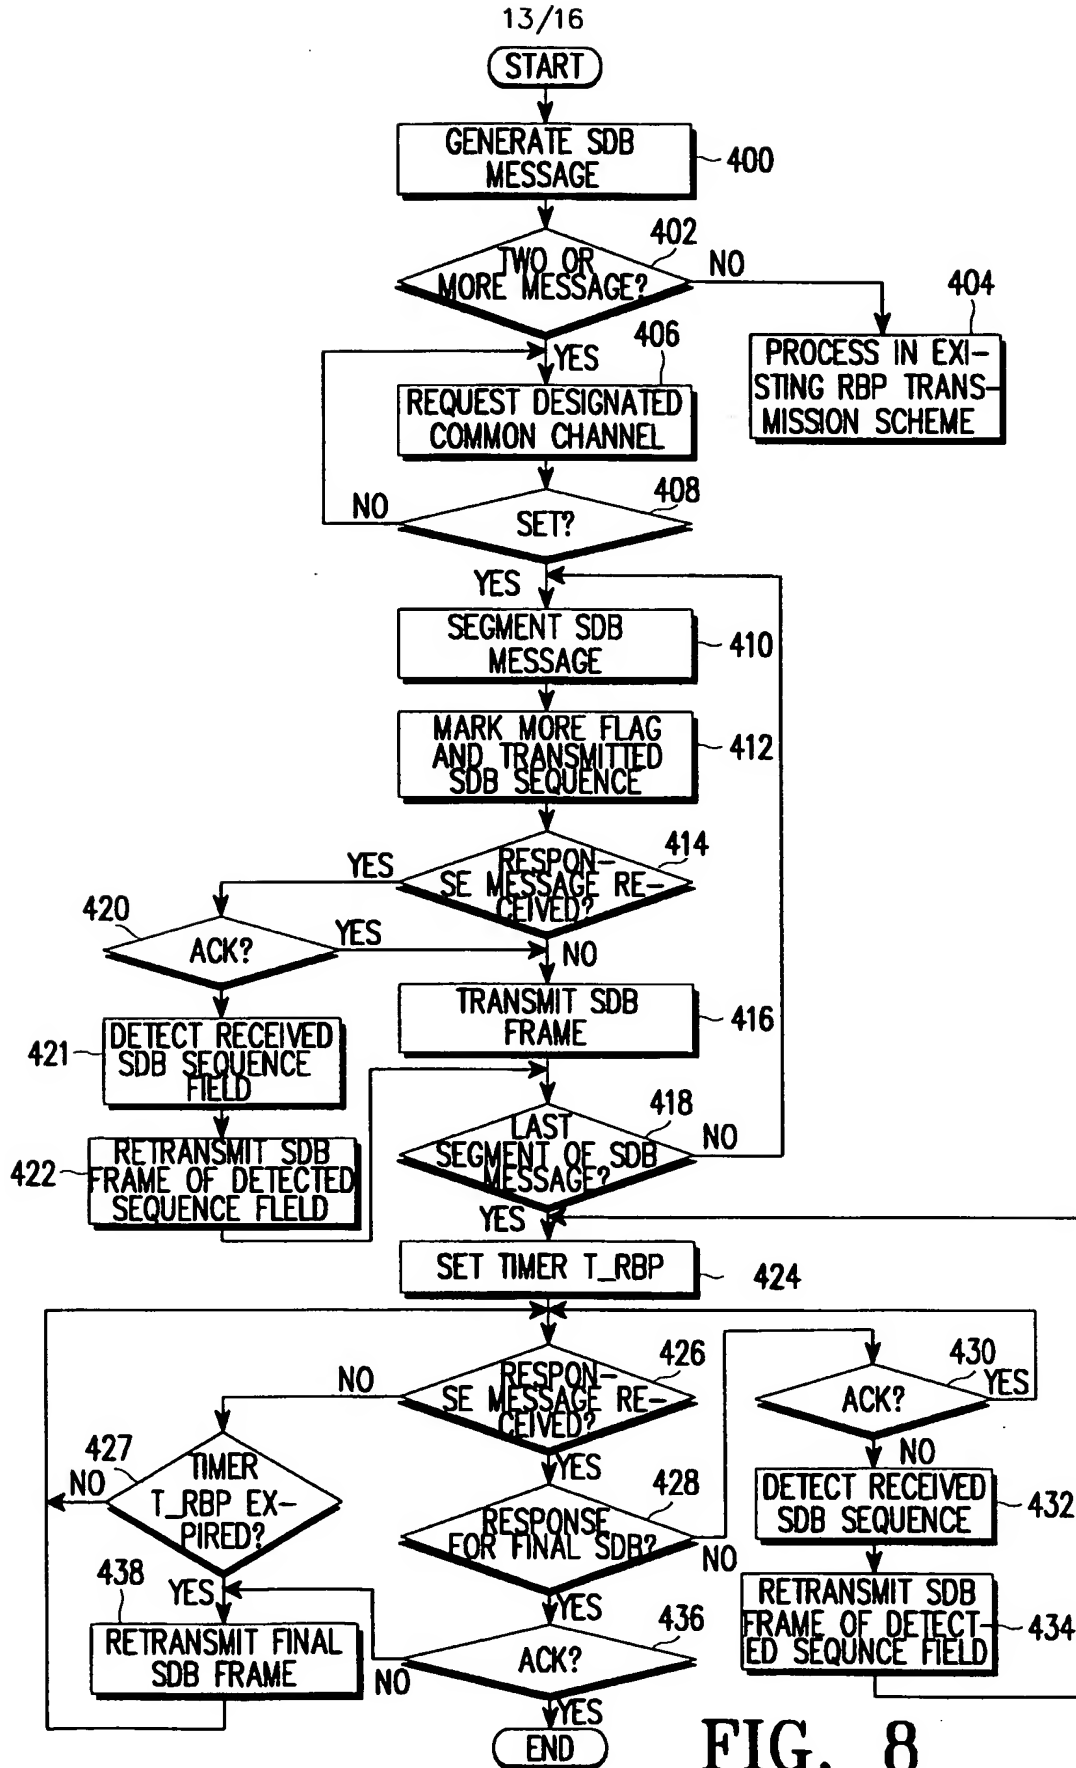 13/16
START
GENERATE SDB
MESSAGE
400
402
TWO OR
MORE MESSAGE?
NO
404
YES
406
PROCESS IN EXI-
STING RBP TRANS-
MISSION SCHEME
REQUEST DESIGNATED
COMMON CHANNEL
408
NO
SET?
YES
SEGMENT SDB
MESSAGE
410
MARK MORE FLAG
AND TRANSMITTED
SDB SEQUENCE
412
414
YES
RESPON-
SE MESSAGE RE-
CEIVED?
420
ACK?
YES
NO
TRANSMIT SDB
FRAME
416
421
DETECT RECEIVED
SDB SEQUENCE
FIELD
418
LAST
SEGMENT OF SDB
MESSAGE?
NO
422
RETRANSMIT SDB
FRAME OF DETECTED
SEQUENCE FLELD
YES
SET TIMER T_RBP
424
426
NO
RESPON-
SE MESSAGE RE-
CEIVED?
430
ACK?
YES
427
NO
TIMER
T_RBP EX-
PIRED?
YES
428
RESPONSE
FOR FINAL SDB?
NO
NO
DETECT RECEIVED
SDB SEQUENCE
432
438
YES
YES
RETRANSMIT SDB
FRAME OF DETECT-
ED SEQUNCE FIELD
434
RETRANSMIT FINAL
SDB FRAME
436
ACK?
NO
YES
END
FIG. 8